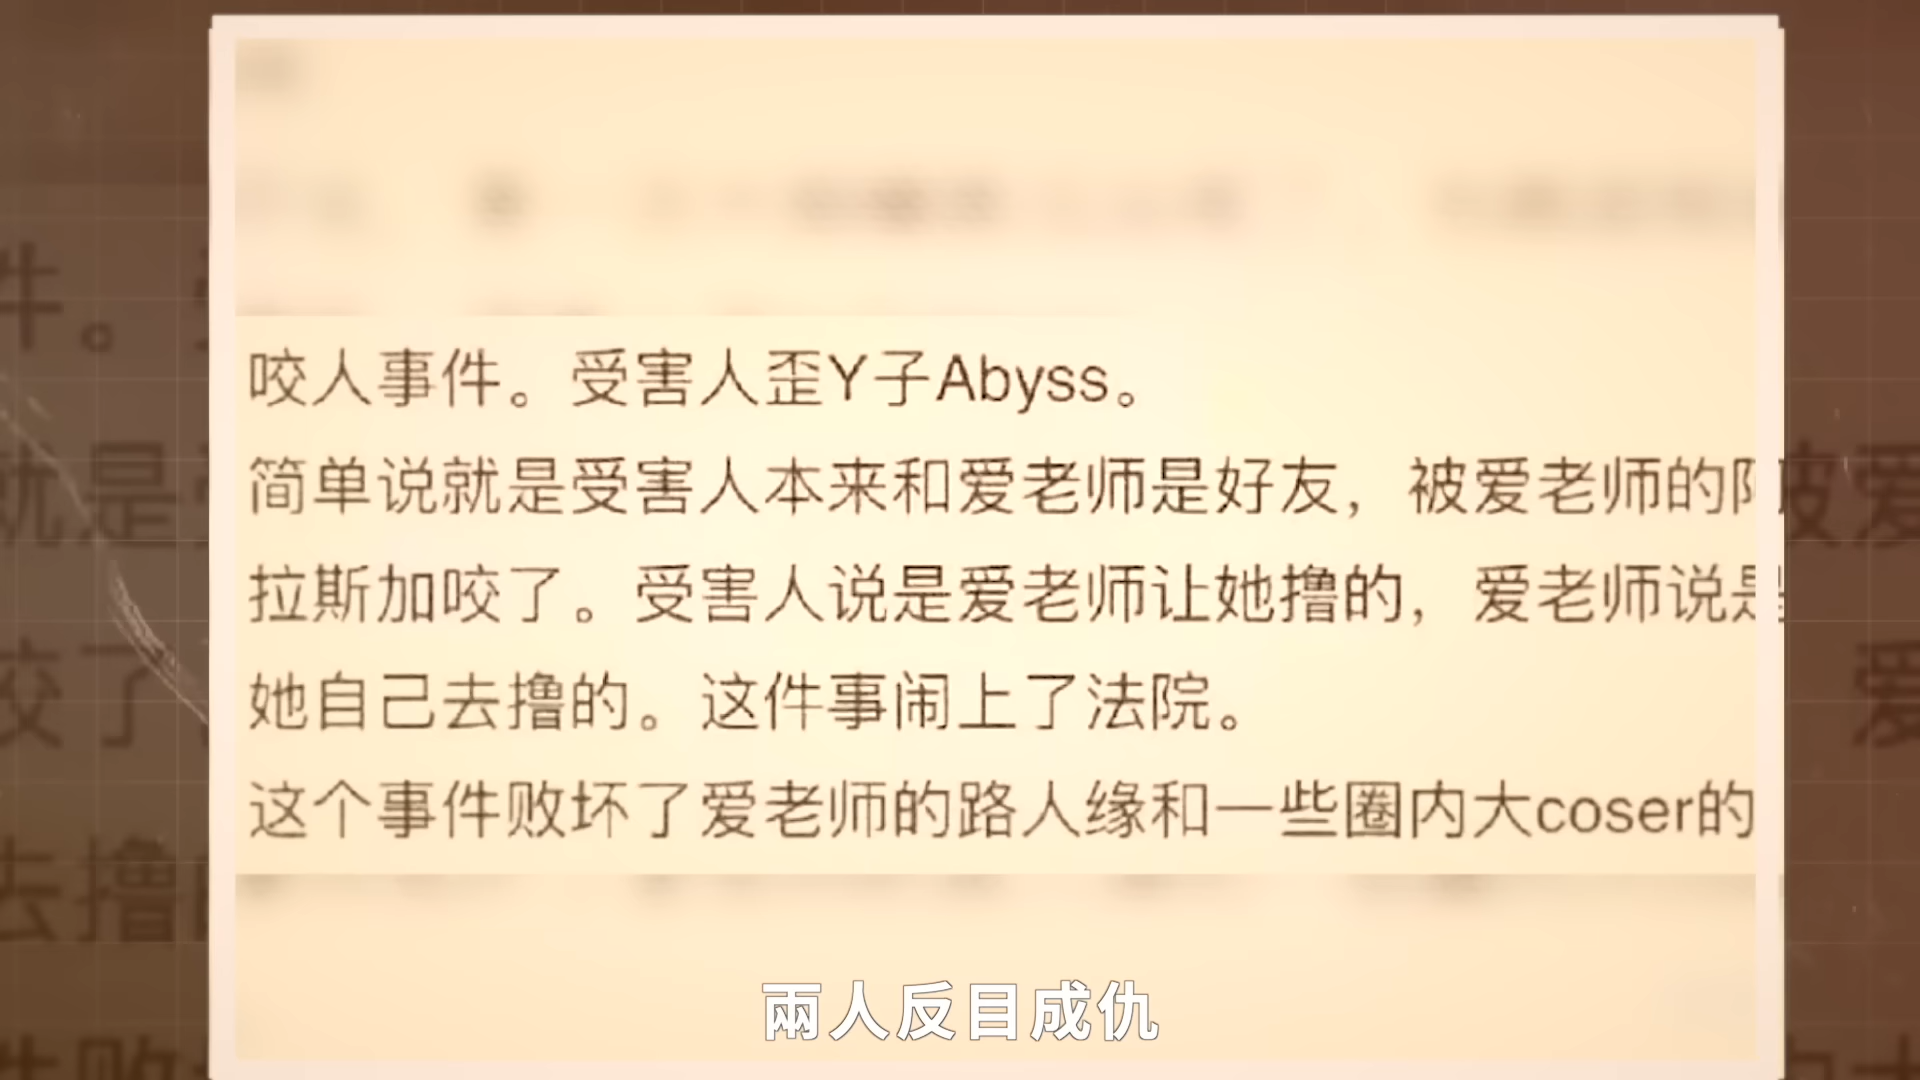 咬人事件。受害人歪Y子Abyss。
简单说就是受害人本来和爱老师是好友，被爱老师的阿
拉斯加咬了。受害人说是爱老师让她撸的，爱老师说是
她自己去撸的。这件事闹上了法院。
这个事件败坏了爱老师的路人缘和一些圈内大coser的
兩人反目成仇